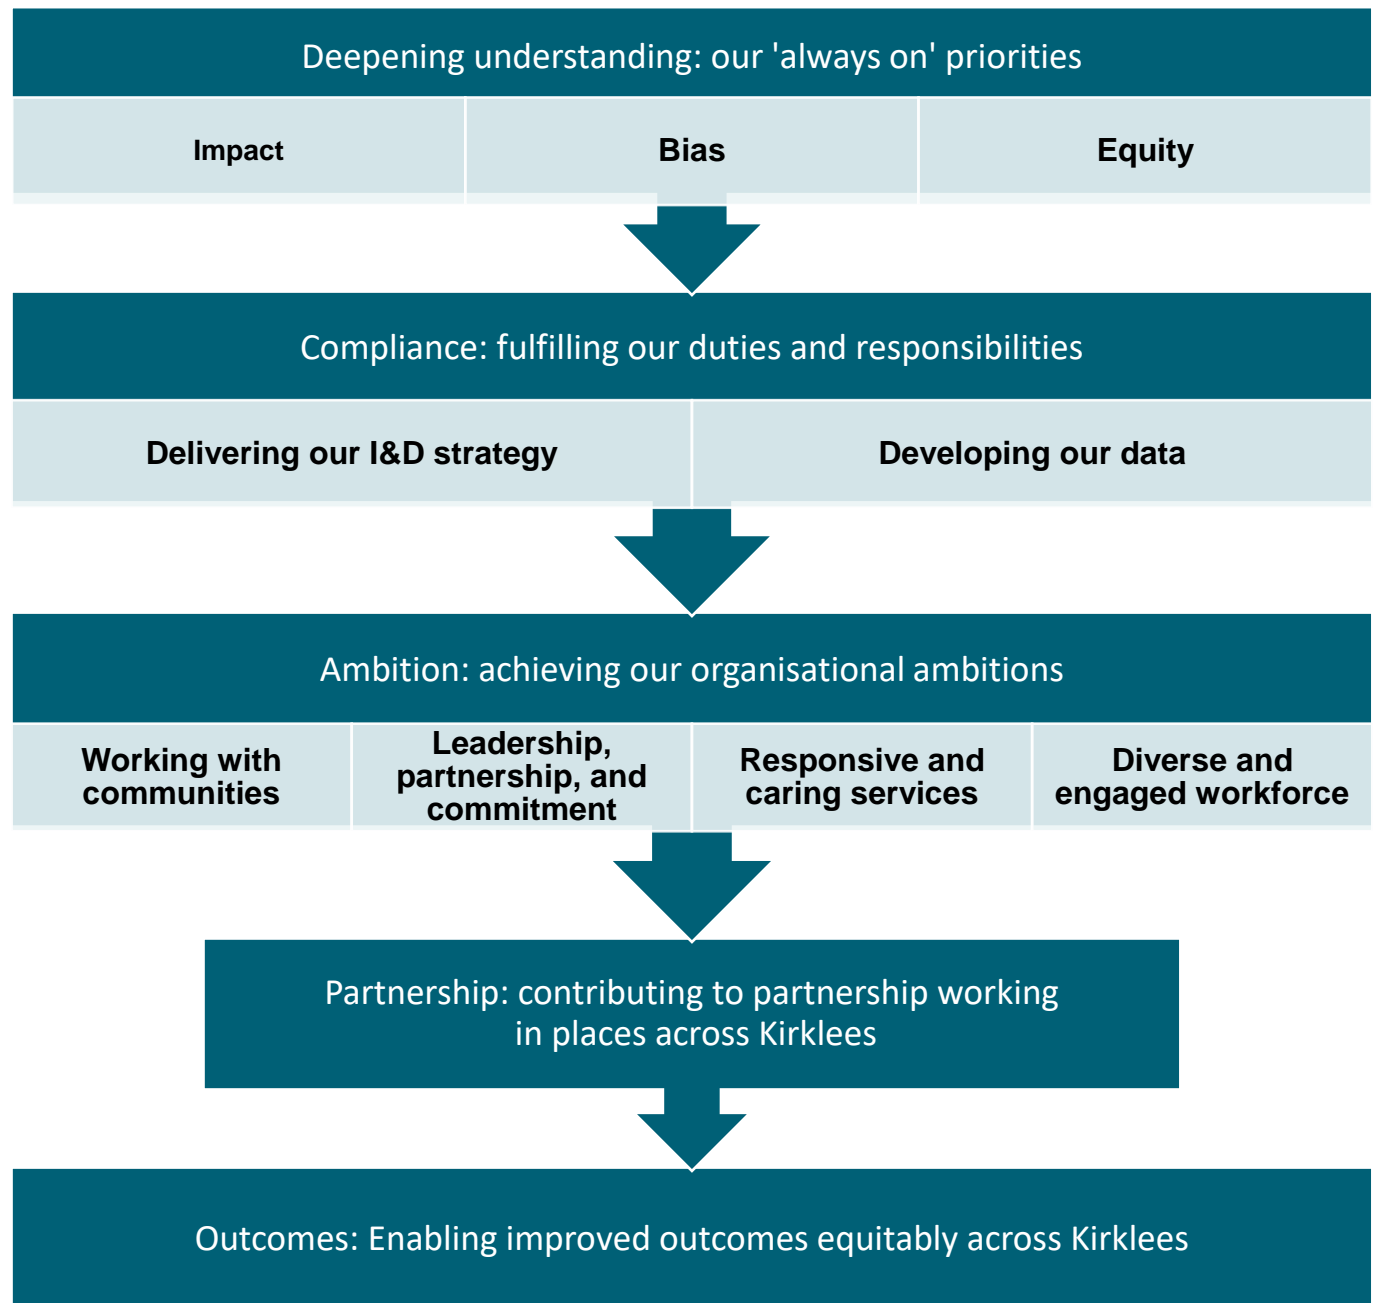 Deepening understanding: our 'always on' priorities
Impact
Bias
Equity
Compliance: fulfilling our duties and responsibilities
Delivering our I&D strategy
Developing our data
Ambition: achieving our organisational ambitions
Working with
communities
Leadership,
partnership, and
commitment
Responsive and
caring services
Diverse and
engaged workforce
Partnership: contributing to partnership working
in places across Kirklees
Outcomes: Enabling improved outcomes equitably across Kirklees